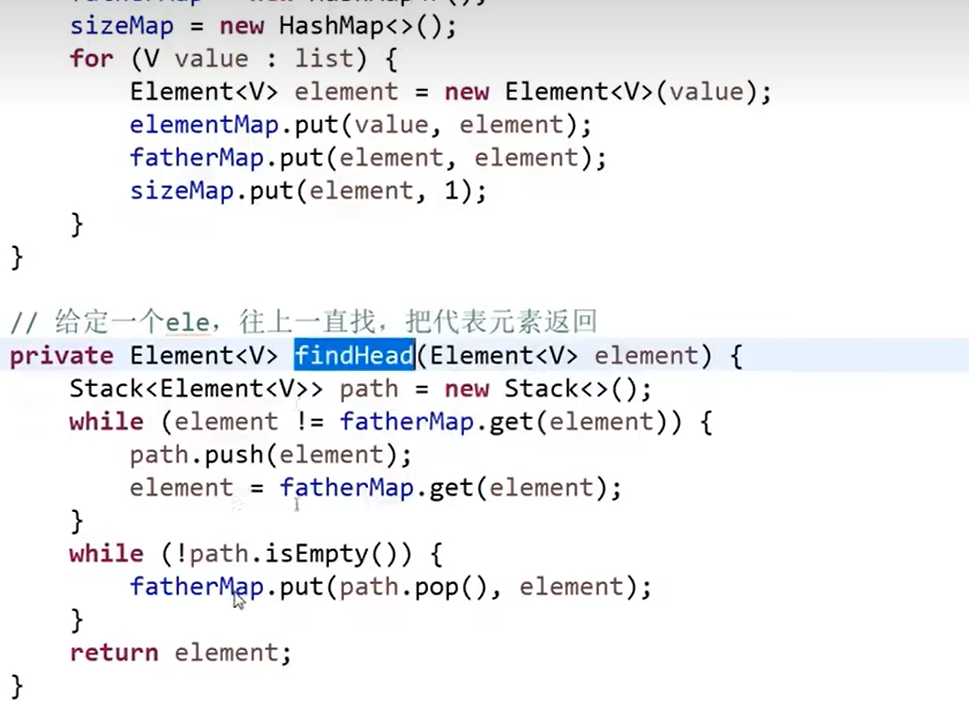 sizeMap = new HashMap<>();
for (V value : list) {
Element<V> element = new Element<V>(value);
elementMap.put(value, element);
fatherMap.put(element, element);
sizeMap.put(element, 1);
}
}
// 给定一个ele，往上一直找，把代表元素返回
private Element<V> findHead(Element<V> element) {
Stack<Element<V>> path = new Stack<>();
while (element != fatherMap.get(element)) {
path.push(element);
element = fatherMap.get(element);
}
while (!path.isEmpty()) {
fatherMap.put(path.pop(), element);
}
return element;
}